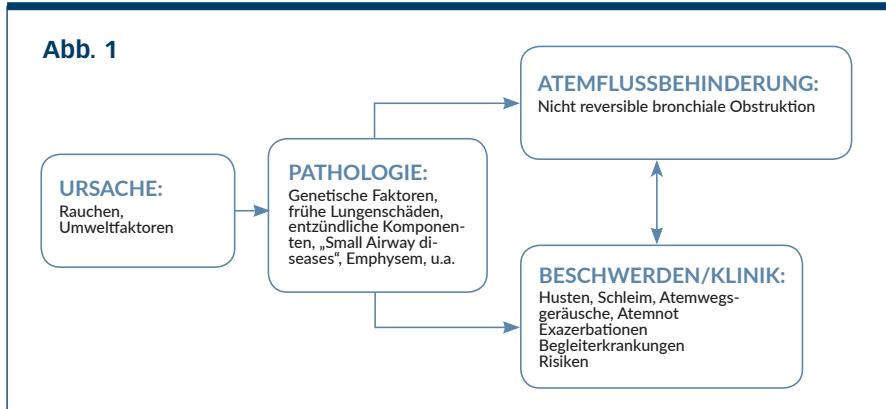 Abb. 1
URSACHE:
Rauchen,
Umweltfaktoren
PATHOLOGIE:
Genetische Faktoren,
frühe Lungenschäden,
entzündliche Komponen-
ten, „Small Airway di-
seases“, Emphysem, u.a.
ATEMFLUSSBEHINDERUNG:
Nicht reversible bronchiale Obstruktion
BESCHWERDEN/KLINIK:
Husten, Schleim, Atemwegs-
geräusche, Atemnot
Exazerbationen
Begleiterkrankungen
Risiken